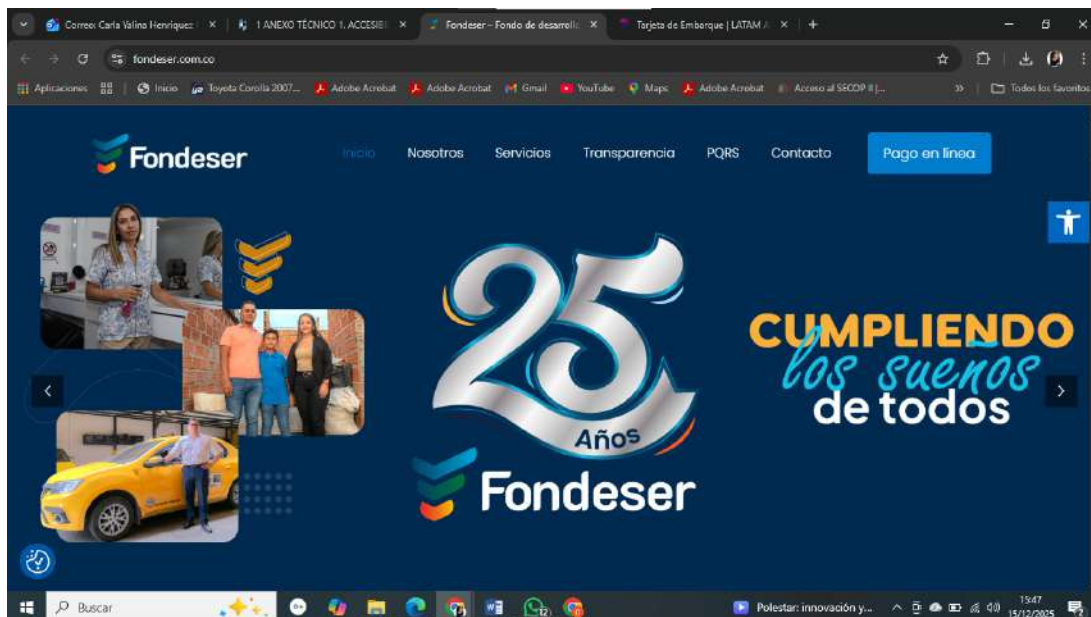 Correo: Carla Yalina Henriquez
1 ANEXO TÉCNICO 1. ACCESIBI
Fondeser – Fondo de desarrollo
Tarjeta de Embarque | LATAM A
fondeser.com.co
Aplicaciones
Inicio
Toyota Corolla 2007...
Adobe Acrobat
Adobe Acrobat
Gmail
YouTube
Maps
Adobe Acrobat
Acceso al SECOP II |...
Todos los favoritos
Fondeser
Inicio
Nosotros
Servicios
Transparencia
PQRS
Contacto
Pago en línea
25
Años
Fondeser
CUMPLIENDO
los sueños
de todos
Buscar
Polestar: innovación y...
15:47
15/12/2025